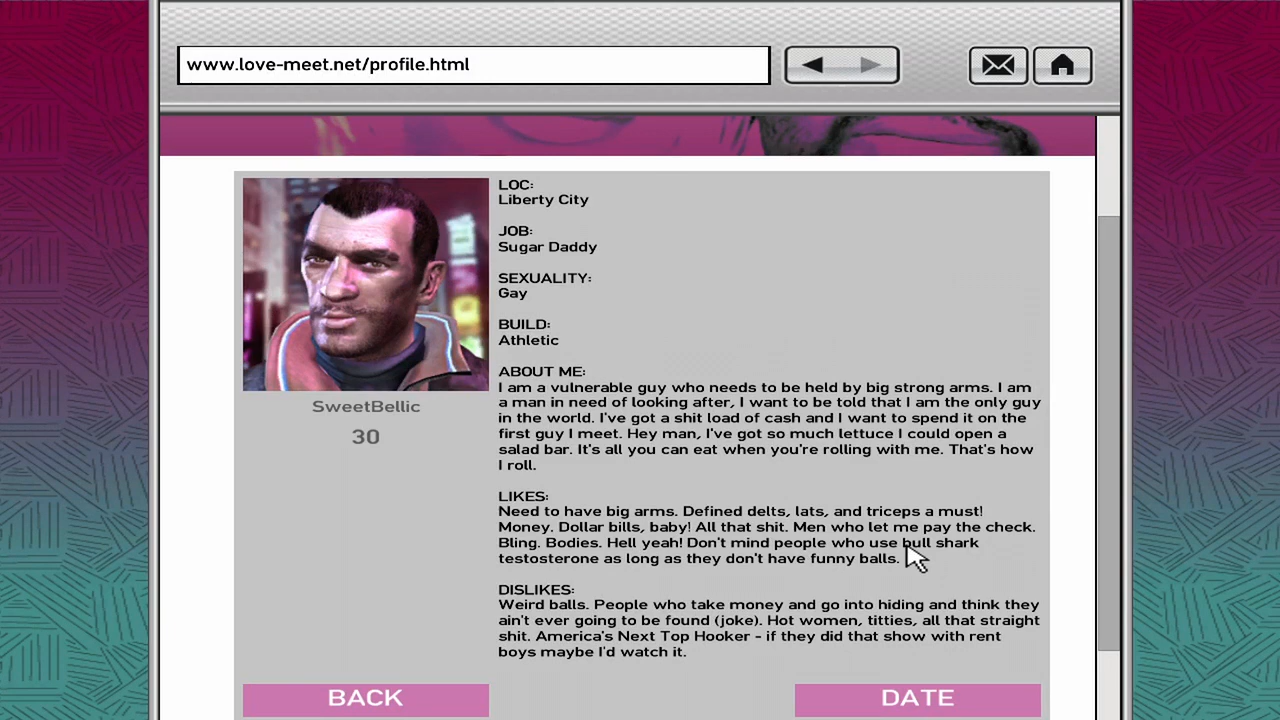 www.love-meet.net/profile.html
LOC:
Liberty City
JOB:
Sugar Daddy
SEXUALITY:
Gay
BUILD:
Athletic
ABOUT ME:
I am a vulnerable guy who needs to be held by big strong arms. I am
a man in need of looking after, I want to be told that I am the only guy
in the world. I've got a shit load of cash and I want to spend it on the
first guy I meet. Hey man, I've got so much lettuce I could open a
salad bar. It's all you can eat when you're rolling with me. That's how
I roll.
SweetBellic
30
LIKES:
Need to have big arms. Defined delts, lats, and triceps a must!
Money. Dollar bills, baby! All that shit. Men who let me pay the check.
Bling. Bodies. Hell yeah! Don't mind people who use bull shark
testosterone as long as they don't have funny balls.
DISLIKES:
Weird balls. People who take money and go into hiding and think they
ain't ever going to be found (joke). Hot women, titties, all that straight
shit. America's Next Top Hooker - if they did that show with rent
boys maybe I'd watch it.
BACK
DATE